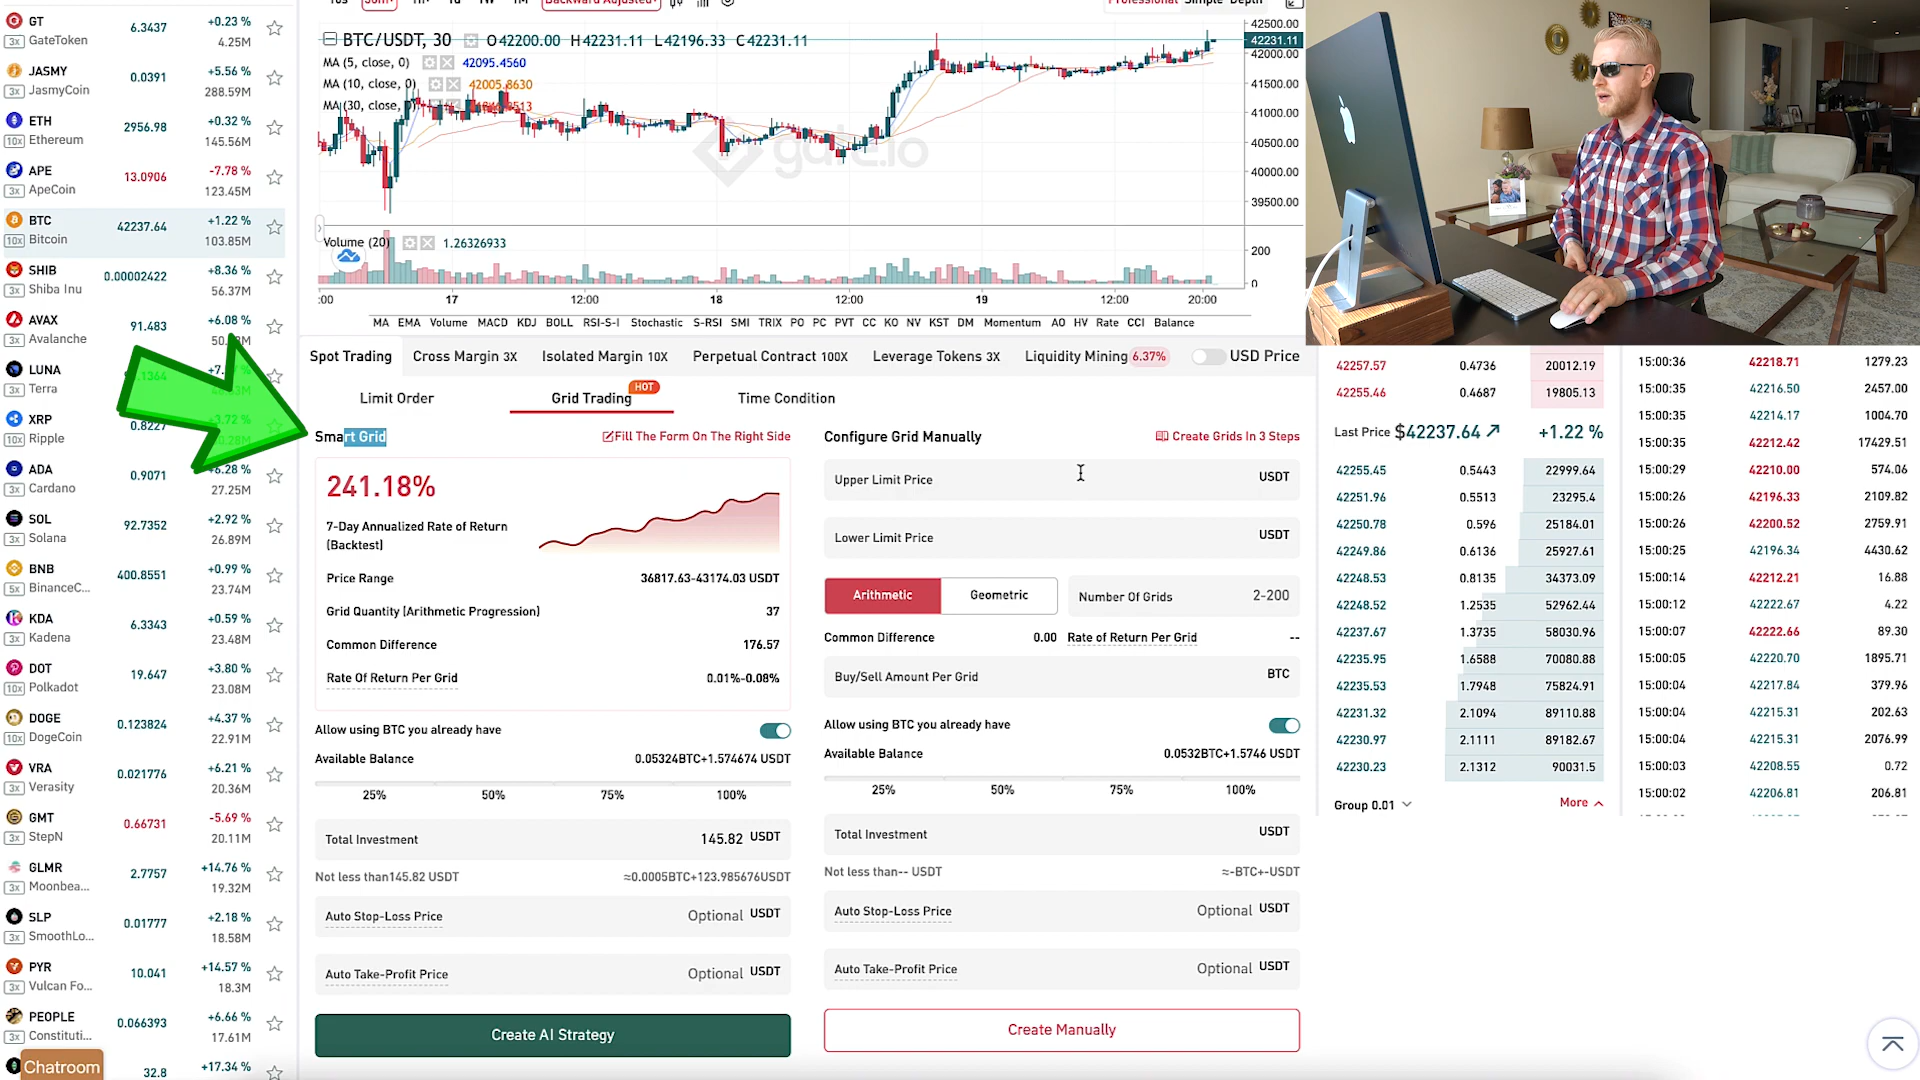 GT +0.23 %
6.3437
3x GateToken 4.25M
JASMY +5.56 %
0.0391
3x JasmyCoin 288.59M
ETH +0.32 %
2956.98
10x Ethereum 145.56M
APE -7.78 %
13.0906
3x ApeCoin 123.45M
BTC +1.22 %
42237.64
10x Bitcoin 103.85M
SHIB +8.36 %
0.00002422
3x Shiba Inu 56.37M
AVAX +6.08 %
91.483
3x Avalanche
LUNA
3x Terra
XRP
10x Ripple
ADA +6.28 %
0.9071
3x Cardano 27.25M
SOL +2.92 %
92.7352
3x Solana 26.89M
BNB +0.99 %
400.8551
5x BinanceC... 23.74M
KDA +0.59 %
6.3343
3x Kadena 23.48M
DOT +3.80 %
19.647
10x Polkadot 23.08M
DOGE +4.37 %
0.123824
10x DogeCoin 22.91M
VRA +6.21 %
0.021776
3x Verasity 20.36M
GMT -5.69 %
0.66731
3x StepN 20.11M
GLMR +14.76 %
2.7757
3x Moonbea... 19.32M
SLP +2.18 %
0.01777
3x SmoothLo... 18.58M
PYR +14.57 %
10.041
3x Vulcan Fo... 18.3M
PEOPLE +6.66 %
0.066393
3x Constituti... 17.61M
+17.34 %
32.8
Chatroom
BTC/USDT, 30 O42200.00 H42231.11 L42196.33 C42231.11
MA (5, close, 0) 42095.4560
MA (10, close, 0) 42005.8630
MA (30, close, 0)
gate.io
42500.00
42231.11
42000.00
41500.00
41000.00
40500.00
40000.00
39500.00
Volume (20) 1.26326933
200
0
:00 17 12:00 18 12:00 19 12:00 20:00
MA EMA Volume MACD KDJ BOLL RSI-S-I Stochastic S-RSI SMI TRIX PO PC PVT CC KO NV KST DM Momentum AO HV Rate CCI Balance
Spot Trading Cross Margin 3X Isolated Margin 10X Perpetual Contract 100X Leverage Tokens 3X Liquidity Mining 6.37% USD Price
Limit Order Grid Trading HOT Time Condition
Smart Grid Fill The Form On The Right Side
241.18%
7-Day Annualized Rate of Return
(Backtest)
Price Range 36817.63-43174.03 USDT
Grid Quantity (Arithmetic Progression) 37
Common Difference 176.57
Rate Of Return Per Grid 0.01%-0.08%
Allow using BTC you already have
Available Balance 0.05324BTC+1.574674 USDT
25% 50% 75% 100%
Total Investment 145.82 USDT
Not less than145.82 USDT ≈0.0005BTC+123.985676USDT
Auto Stop-Loss Price Optional USDT
Auto Take-Profit Price Optional USDT
Create AI Strategy
Configure Grid Manually Create Grids In 3 Steps
Upper Limit Price USDT
Lower Limit Price USDT
Arithmetic Geometric Number Of Grids 2-200
Common Difference 0.00 Rate of Return Per Grid --
Buy/Sell Amount Per Grid BTC
Allow using BTC you already have
Available Balance 0.0532BTC+1.5746 USDT
25% 50% 75% 100%
Total Investment USDT
Not less than-- USDT ≈-BTC+-USDT
Auto Stop-Loss Price Optional USDT
Auto Take-Profit Price Optional USDT
Create Manually
42257.57 0.4736 20012.19
42255.46 0.4687 19805.13
Last Price $42237.64 +1.22 %
42255.45 0.5443 22999.64
42251.96 0.5513 23295.4
42250.78 0.596 25184.01
42249.86 0.6136 25927.61
42248.53 0.8135 34373.09
42248.52 1.2535 52962.44
42237.67 1.3735 58030.96
42235.95 1.6588 70080.88
42235.53 1.7948 75824.91
42231.32 2.1094 89110.88
42230.97 2.1111 89182.67
42230.23 2.1312 90031.5
Group 0.01 More
15:00:36 42218.71 1279.23
15:00:35 42216.50 2457.00
15:00:35 42214.17 1004.70
15:00:35 42212.42 17429.51
15:00:29 42210.00 574.06
15:00:26 42196.33 2109.82
15:00:26 42200.52 2759.91
15:00:25 42196.34 4430.62
15:00:14 42212.21 16.88
15:00:12 42222.67 4.22
15:00:07 42222.66 89.30
15:00:05 42220.70 1895.71
15:00:04 42217.84 379.96
15:00:04 42215.31 202.63
15:00:04 42215.31 2076.99
15:00:03 42208.55 0.72
15:00:02 42206.81 206.81